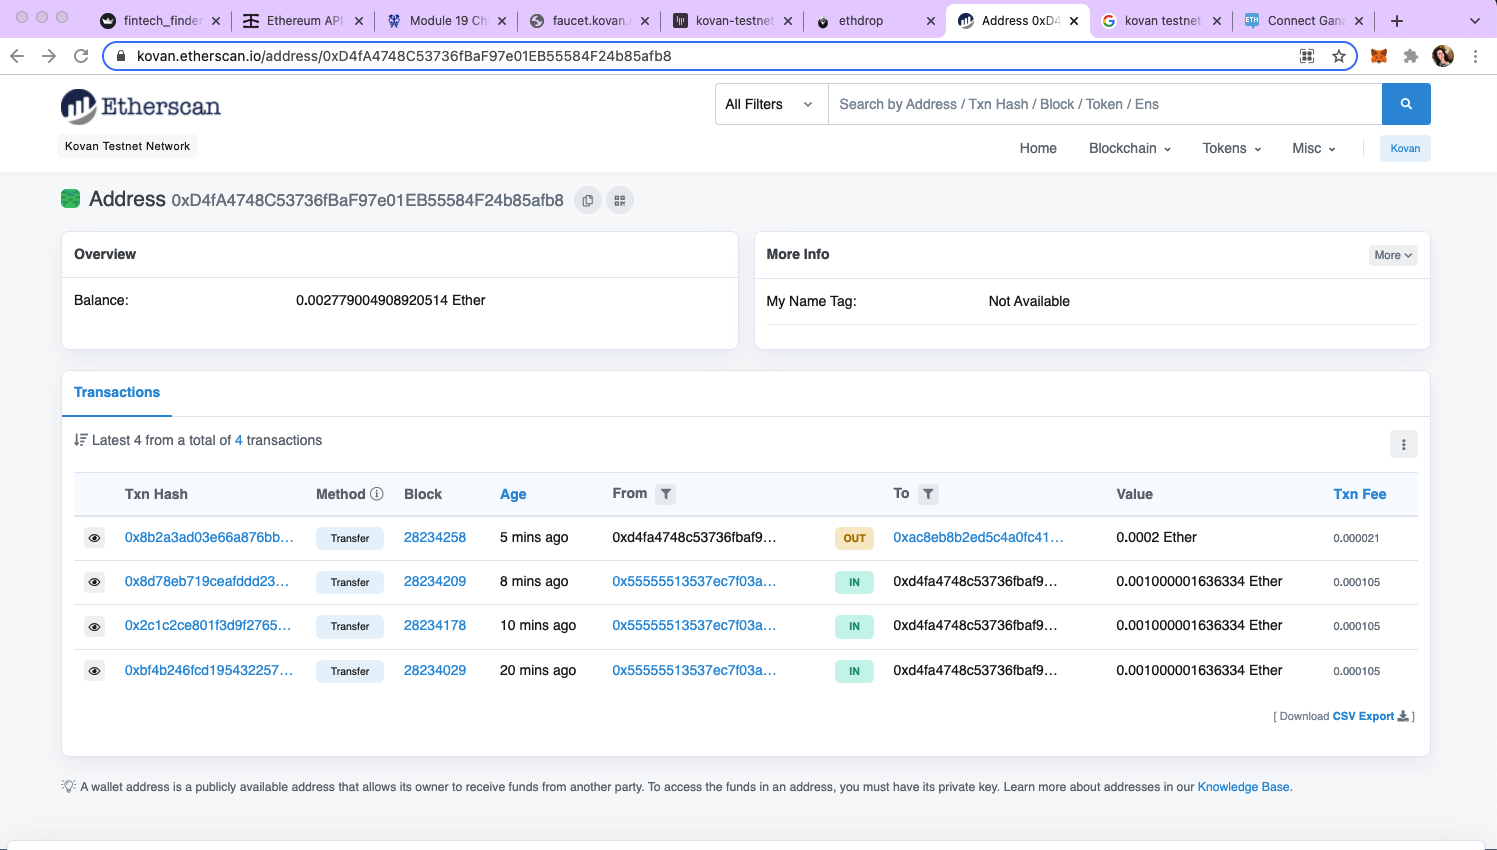 fintech_finder
Ethereum API
Module 19 Ch
faucet.kovan.
kovan-testnet
ethdrop
Address 0xD4
kovan testnet
Connect Gana
kovan.etherscan.io/address/0xD4fA4748C53736fBaF97e01EB55584F24b85afb8
Etherscan
All Filters
Search by Address / Txn Hash / Block / Token / Ens
Kovan Testnet Network
Home
Blockchain
Tokens
Misc
Kovan
Address 0xD4fA4748C53736fBaF97e01EB55584F24b85afb8
Overview
Balance: 0.002779004908920514 Ether
More Info
More
My Name Tag: Not Available
Transactions
Latest 4 from a total of 4 transactions
Txn Hash Method Block Age From To Value Txn Fee
0x8b2a3ad03e66a876bb... Transfer 28234258 5 mins ago 0xd4fa4748c53736fbaf9... OUT 0xac8eb8b2ed5c4a0fc41... 0.0002 Ether 0.000021
0x8d78eb719ceafddd23... Transfer 28234209 8 mins ago 0x55555513537ec7f03a... IN 0xd4fa4748c53736fbaf9... 0.001000001636334 Ether 0.000105
0x2c1c2ce801f3d9f2765... Transfer 28234178 10 mins ago 0x55555513537ec7f03a... IN 0xd4fa4748c53736fbaf9... 0.001000001636334 Ether 0.000105
0xbf4b246fcd195432257... Transfer 28234029 20 mins ago 0x55555513537ec7f03a... IN 0xd4fa4748c53736fbaf9... 0.001000001636334 Ether 0.000105
[ Download CSV Export ]
A wallet address is a publicly available address that allows its owner to receive funds from another party. To access the funds in an address, you must have its private key. Learn more about addresses in our Knowledge Base.